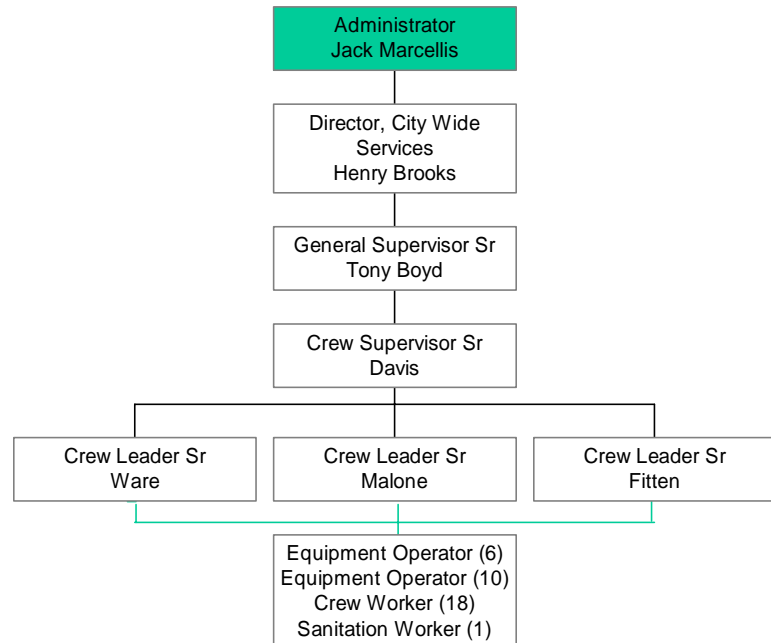 Administrator
Jack Marcellis
Director, City Wide
Services
Henry Brooks
General Supervisor Sr
Tony Boyd
Crew Supervisor Sr
Davis
Crew Leader Sr
Ware
Crew Leader Sr
Malone
Crew Leader Sr
Fitten
Equipment Operator (6)
Equipment Operator (10)
Crew Worker (18)
Sanitation Worker (1)